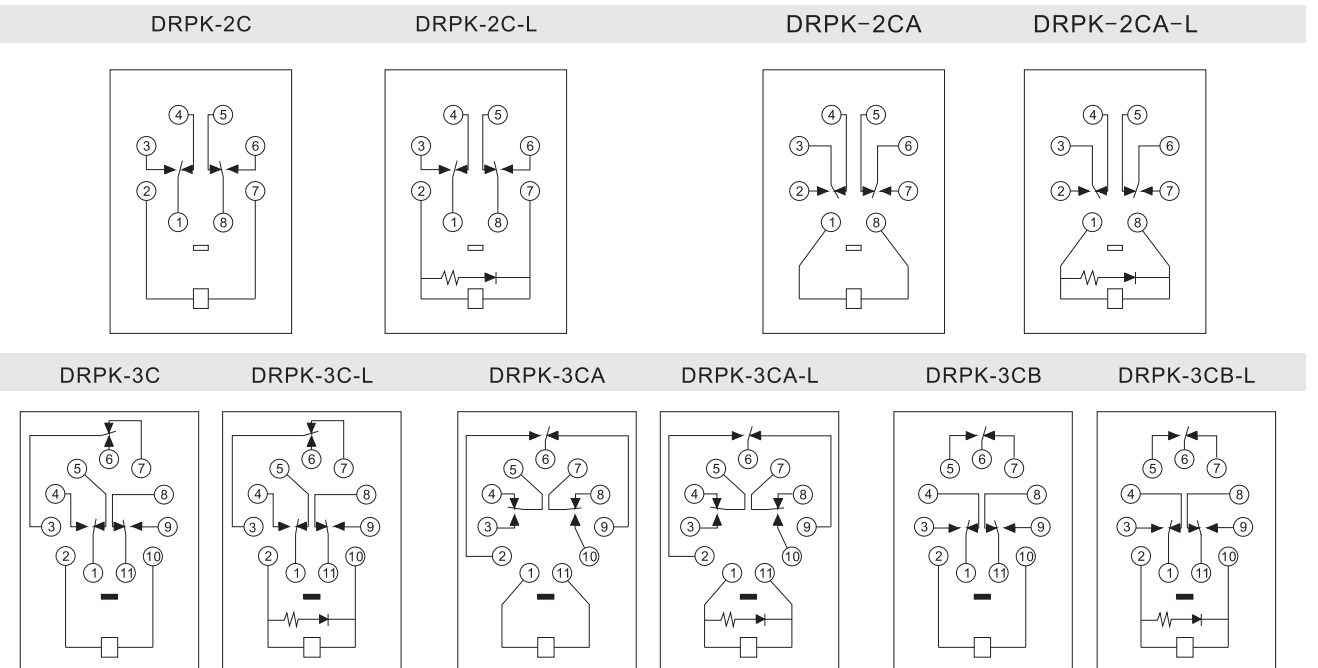 DRPK-2C DRPK-2C-L DRPK-2CA DRPK-2CA-L
4 5 4 5 4 5 4 5
3 6 3 6 3 6 3 6
2 7 2 7 2 7 2 7
1 8 1 8 1 8 1 8
DRPK-3C DRPK-3C-L DRPK-3CA DRPK-3CA-L DRPK-3CB DRPK-3CB-L
6 6 6 6 6 6
5 7 5 7 5 7 5 7 5 7 5 7
4 8 4 8 4 8 4 8 4 8 4 8
3 9 3 9 3 9 3 9 3 9 3 9
2 10 2 10 2 10 2 10 2 10 2 10
1 11 1 11 1 11 1 11 1 11 1 11